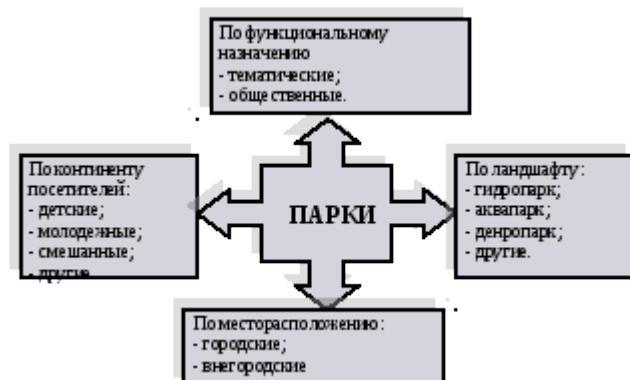 По функциональному
назначению
- тематические;
- общественные.
По континенту
посетителей:
- детские;
- молодежные;
- смешанные;
- другие
ПАРКИ
По ландшафту:
- гидропарк;
- аквапарк;
- денропарк;
- другие.
По месторасположению:
- городские;
- внегородские